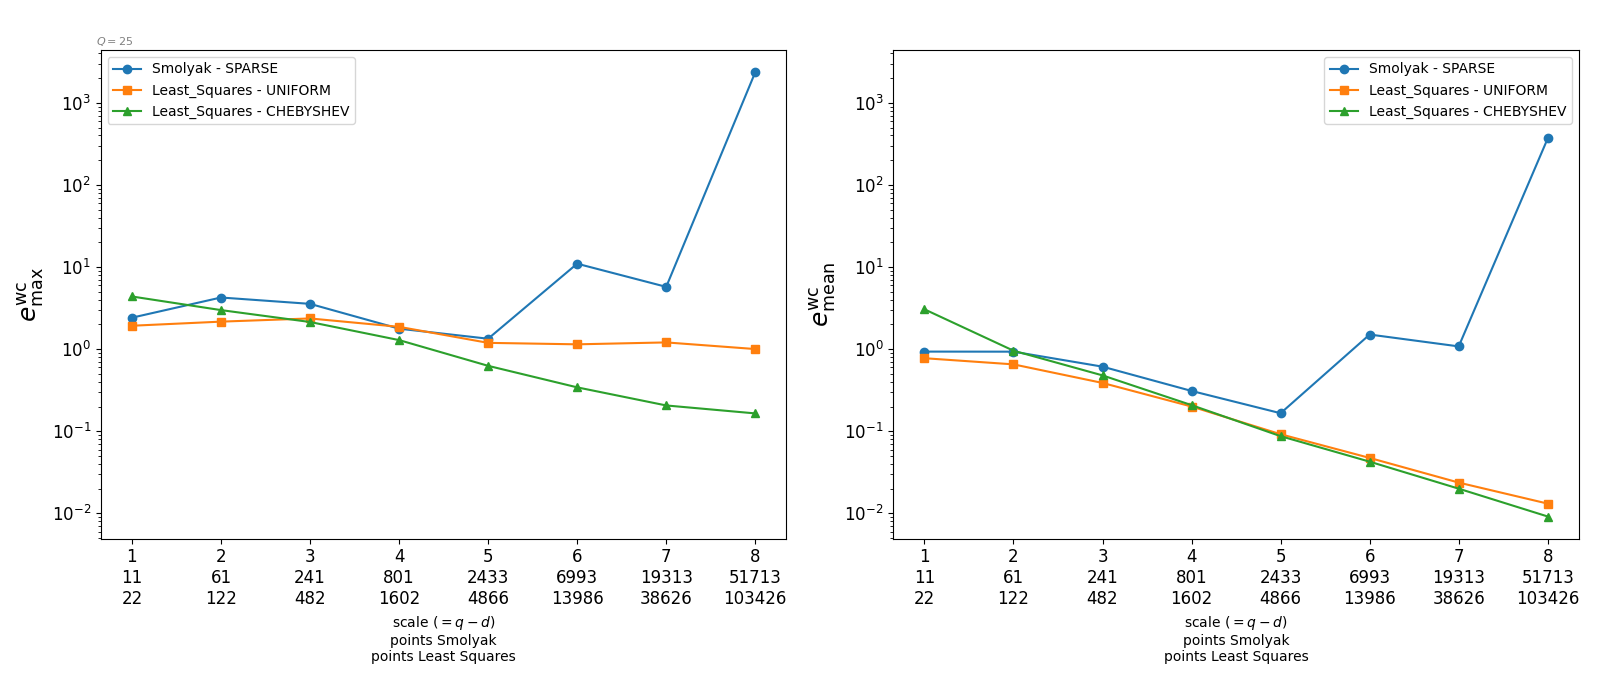 Q = 25
Smolyak - SPARSE
Least_Squares - UNIFORM
Least_Squares - CHEBYSHEV
10³
10²
10¹
10⁰
10⁻¹
10⁻²
e^wc_max
1 2 3 4 5 6 7 8
11 61 241 801 2433 6993 19313 51713
22 122 482 1602 4866 13986 38626 103426
scale (= q − d)
points Smolyak
points Least Squares
Smolyak - SPARSE
Least_Squares - UNIFORM
Least_Squares - CHEBYSHEV
10³
10²
10¹
10⁰
10⁻¹
10⁻²
e^wc_mean
1 2 3 4 5 6 7 8
11 61 241 801 2433 6993 19313 51713
22 122 482 1602 4866 13986 38626 103426
scale (= q − d)
points Smolyak
points Least Squares